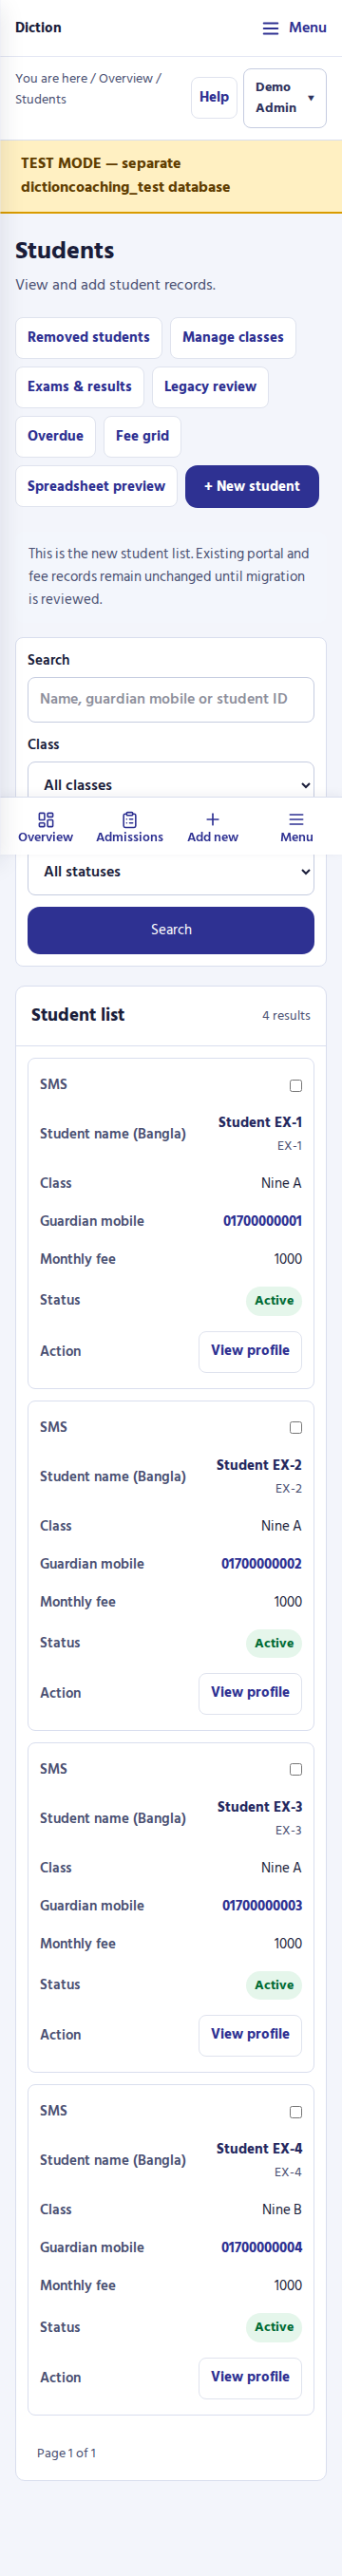 Diction
Menu
You are here / Overview /
Students
Help
Demo
Admin
TEST MODE — separate
dictioncoaching_test database
Students
View and add student records.
Removed students
Manage classes
Exams & results
Legacy review
Overdue
Fee grid
Spreadsheet preview
+ New student
This is the new student list. Existing portal and
fee records remain unchanged until migration
is reviewed.
Search
Name, guardian mobile or student ID
Class
All classes
Overview
Admissions
Add new
Menu
All statuses
Search
Student list
4 results
SMS
Student name (Bangla)
Student EX-1
EX-1
Class
Nine A
Guardian mobile
01700000001
Monthly fee
1000
Status
Active
Action
View profile
SMS
Student name (Bangla)
Student EX-2
EX-2
Class
Nine A
Guardian mobile
01700000002
Monthly fee
1000
Status
Active
Action
View profile
SMS
Student name (Bangla)
Student EX-3
EX-3
Class
Nine A
Guardian mobile
01700000003
Monthly fee
1000
Status
Active
Action
View profile
SMS
Student name (Bangla)
Student EX-4
EX-4
Class
Nine B
Guardian mobile
01700000004
Monthly fee
1000
Status
Active
Action
View profile
Page 1 of 1